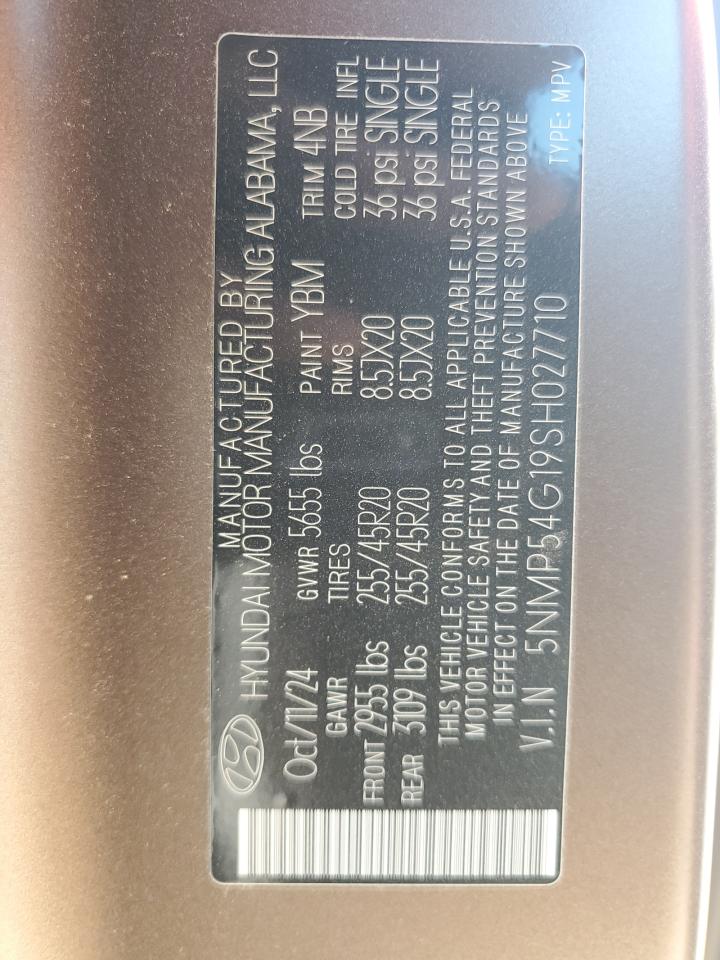 MANUFACTURED BY
HYUNDAI MOTOR MANUFACTURING ALABAMA, LLC
Oct/11/24 GVWR 5655 lbs PAINT YBM TRIM 4NB
GAWR TIRES RIMS COLD TIRE INFL
FRONT 2955 lbs 255/45R20 8.5JX20 36 psi SINGLE
REAR 3109 lbs 255/45R20 8.5JX20 36 psi SINGLE
THIS VEHICLE CONFORMS TO ALL APPLICABLE U.S.A. FEDERAL
MOTOR VEHICLE SAFETY AND THEFT PREVENTION STANDARDS
IN EFFECT ON THE DATE OF MANUFACTURE SHOWN ABOVE
V.I.N 5NMP54G19SH027710 TYPE: MPV